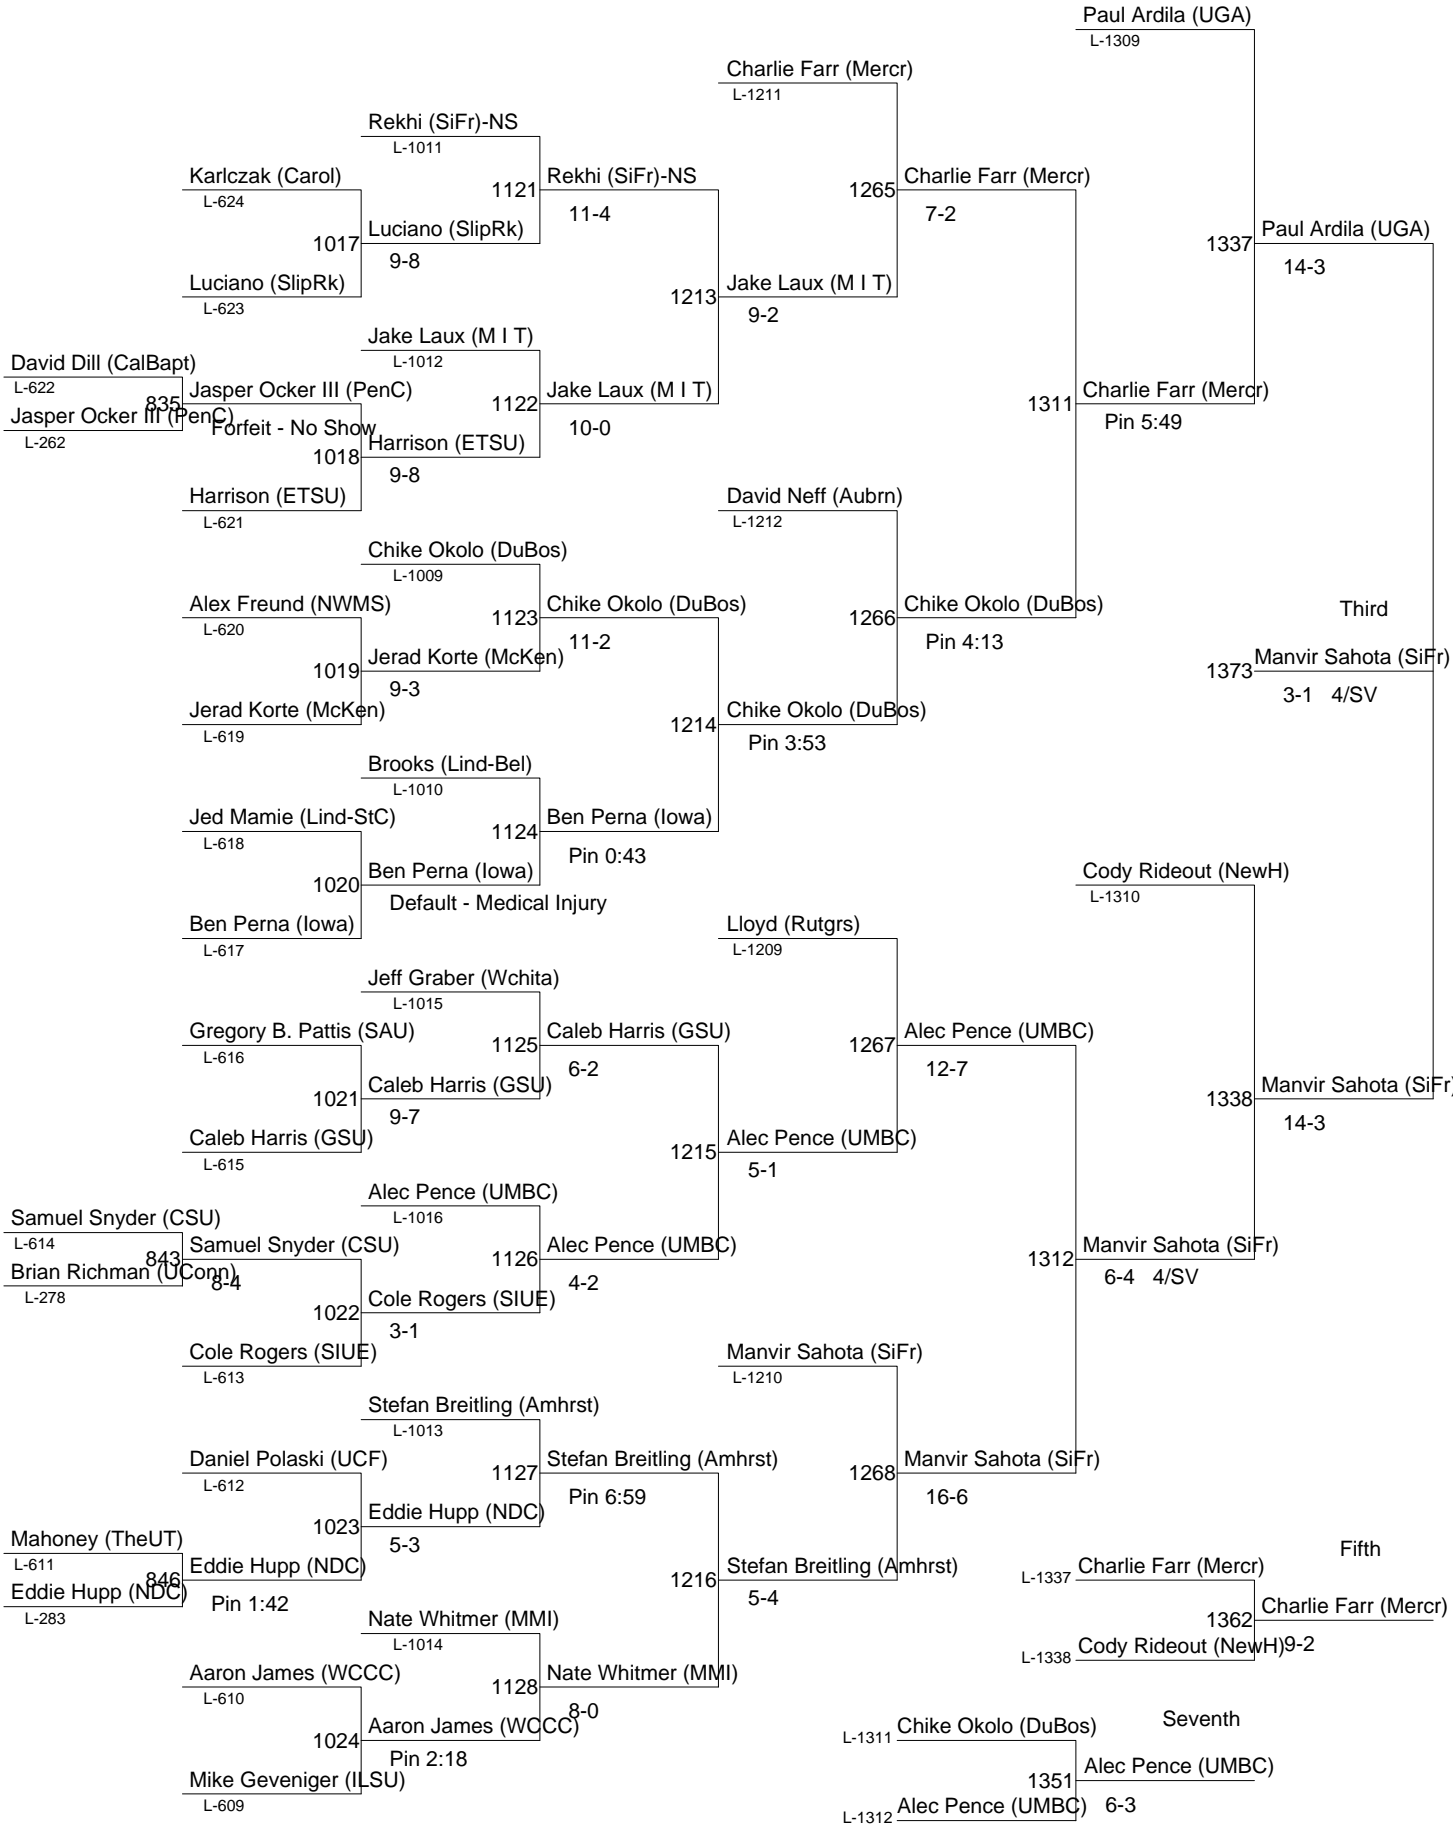 Paul Ardila (UGA)
L-1309
Charlie Farr (Mercr)
L-1211
Rekhi (SiFr)-NS
L-1011
Karlczak (Carol)
L-624
1121
Rekhi (SiFr)-NS
11-4
1265
Charlie Farr (Mercr)
7-2
1017
Luciano (SlipRk)
9-8
1337
Paul Ardila (UGA)
14-3
Luciano (SlipRk)
L-623
1213
Jake Laux (M I T)
9-2
Jake Laux (M I T)
L-1012
David Dill (CalBapt)
L-622
835
Jasper Ocker III (PenC)
Forfeit - No Show
Jasper Ocker III (PenC)
L-262
1122
Jake Laux (M I T)
10-0
1311
Charlie Farr (Mercr)
Pin 5:49
1018
Harrison (ETSU)
9-8
Harrison (ETSU)
L-621
David Neff (Aubrn)
L-1212
Chike Okolo (DuBos)
L-1009
Alex Freund (NWMS)
L-620
1123
Chike Okolo (DuBos)
11-2
1266
Chike Okolo (DuBos)
Pin 4:13
Third
1019
Jerad Korte (McKen)
9-3
1373
Manvir Sahota (SiFr)
3-1 4/SV
Jerad Korte (McKen)
L-619
1214
Chike Okolo (DuBos)
Pin 3:53
Brooks (Lind-Bel)
L-1010
Jed Mamie (Lind-StC)
L-618
1124
Ben Perna (Iowa)
Pin 0:43
1020
Ben Perna (Iowa)
Default - Medical Injury
Cody Rideout (NewH)
L-1310
Ben Perna (Iowa)
L-617
Lloyd (Rutgrs)
L-1209
Jeff Graber (Wchita)
L-1015
Gregory B. Pattis (SAU)
L-616
1125
Caleb Harris (GSU)
6-2
1267
Alec Pence (UMBC)
12-7
1021
Caleb Harris (GSU)
9-7
1338
Manvir Sahota (SiFr)
14-3
Caleb Harris (GSU)
L-615
1215
Alec Pence (UMBC)
5-1
Alec Pence (UMBC)
L-1016
Samuel Snyder (CSU)
L-614
843
Samuel Snyder (CSU)
8-4
Brian Richman (UConn)
L-278
1126
Alec Pence (UMBC)
4-2
1312
Manvir Sahota (SiFr)
6-4 4/SV
1022
Cole Rogers (SIUE)
3-1
Cole Rogers (SIUE)
L-613
Manvir Sahota (SiFr)
L-1210
Stefan Breitling (Amhrst)
L-1013
Daniel Polaski (UCF)
L-612
1127
Stefan Breitling (Amhrst)
Pin 6:59
1268
Manvir Sahota (SiFr)
16-6
1023
Eddie Hupp (NDC)
5-3
Mahoney (TheUT)
L-611
846
Eddie Hupp (NDC)
Pin 1:42
Eddie Hupp (NDC)
L-283
1216
Stefan Breitling (Amhrst)
5-4
Fifth
L-1337
Charlie Farr (Mercr)
1362
Charlie Farr (Mercr)
9-2
L-1338
Cody Rideout (NewH)
Nate Whitmer (MMI)
L-1014
Aaron James (WCCC)
L-610
1128
Nate Whitmer (MMI)
8-0
1024
Aaron James (WCCC)
Pin 2:18
Mike Geveniger (ILSU)
L-609
Seventh
L-1311
Chike Okolo (DuBos)
1351
Alec Pence (UMBC)
6-3
L-1312
Alec Pence (UMBC)